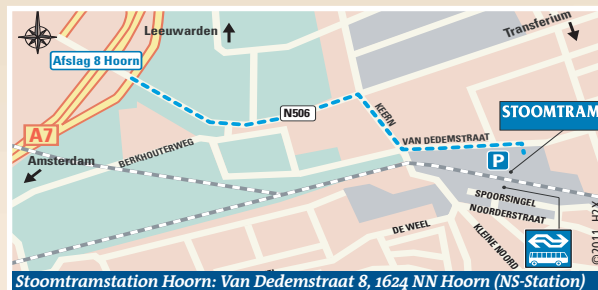 Leeuwarden
Transferium
Afslag 8 Hoorn
N506
KEERN
STOOMTRAM
A7
VAN DEDEMSTRAAT
BERKHOUTERWEG
P
Amsterdam
SPOORSINGEL
NOORDERSTRAAT
DE WEEL
KLEINE NOORD
©2011 H2X
Stoomtramstation Hoorn: Van Dedemstraat 8, 1624 NN Hoorn (NS-Station)